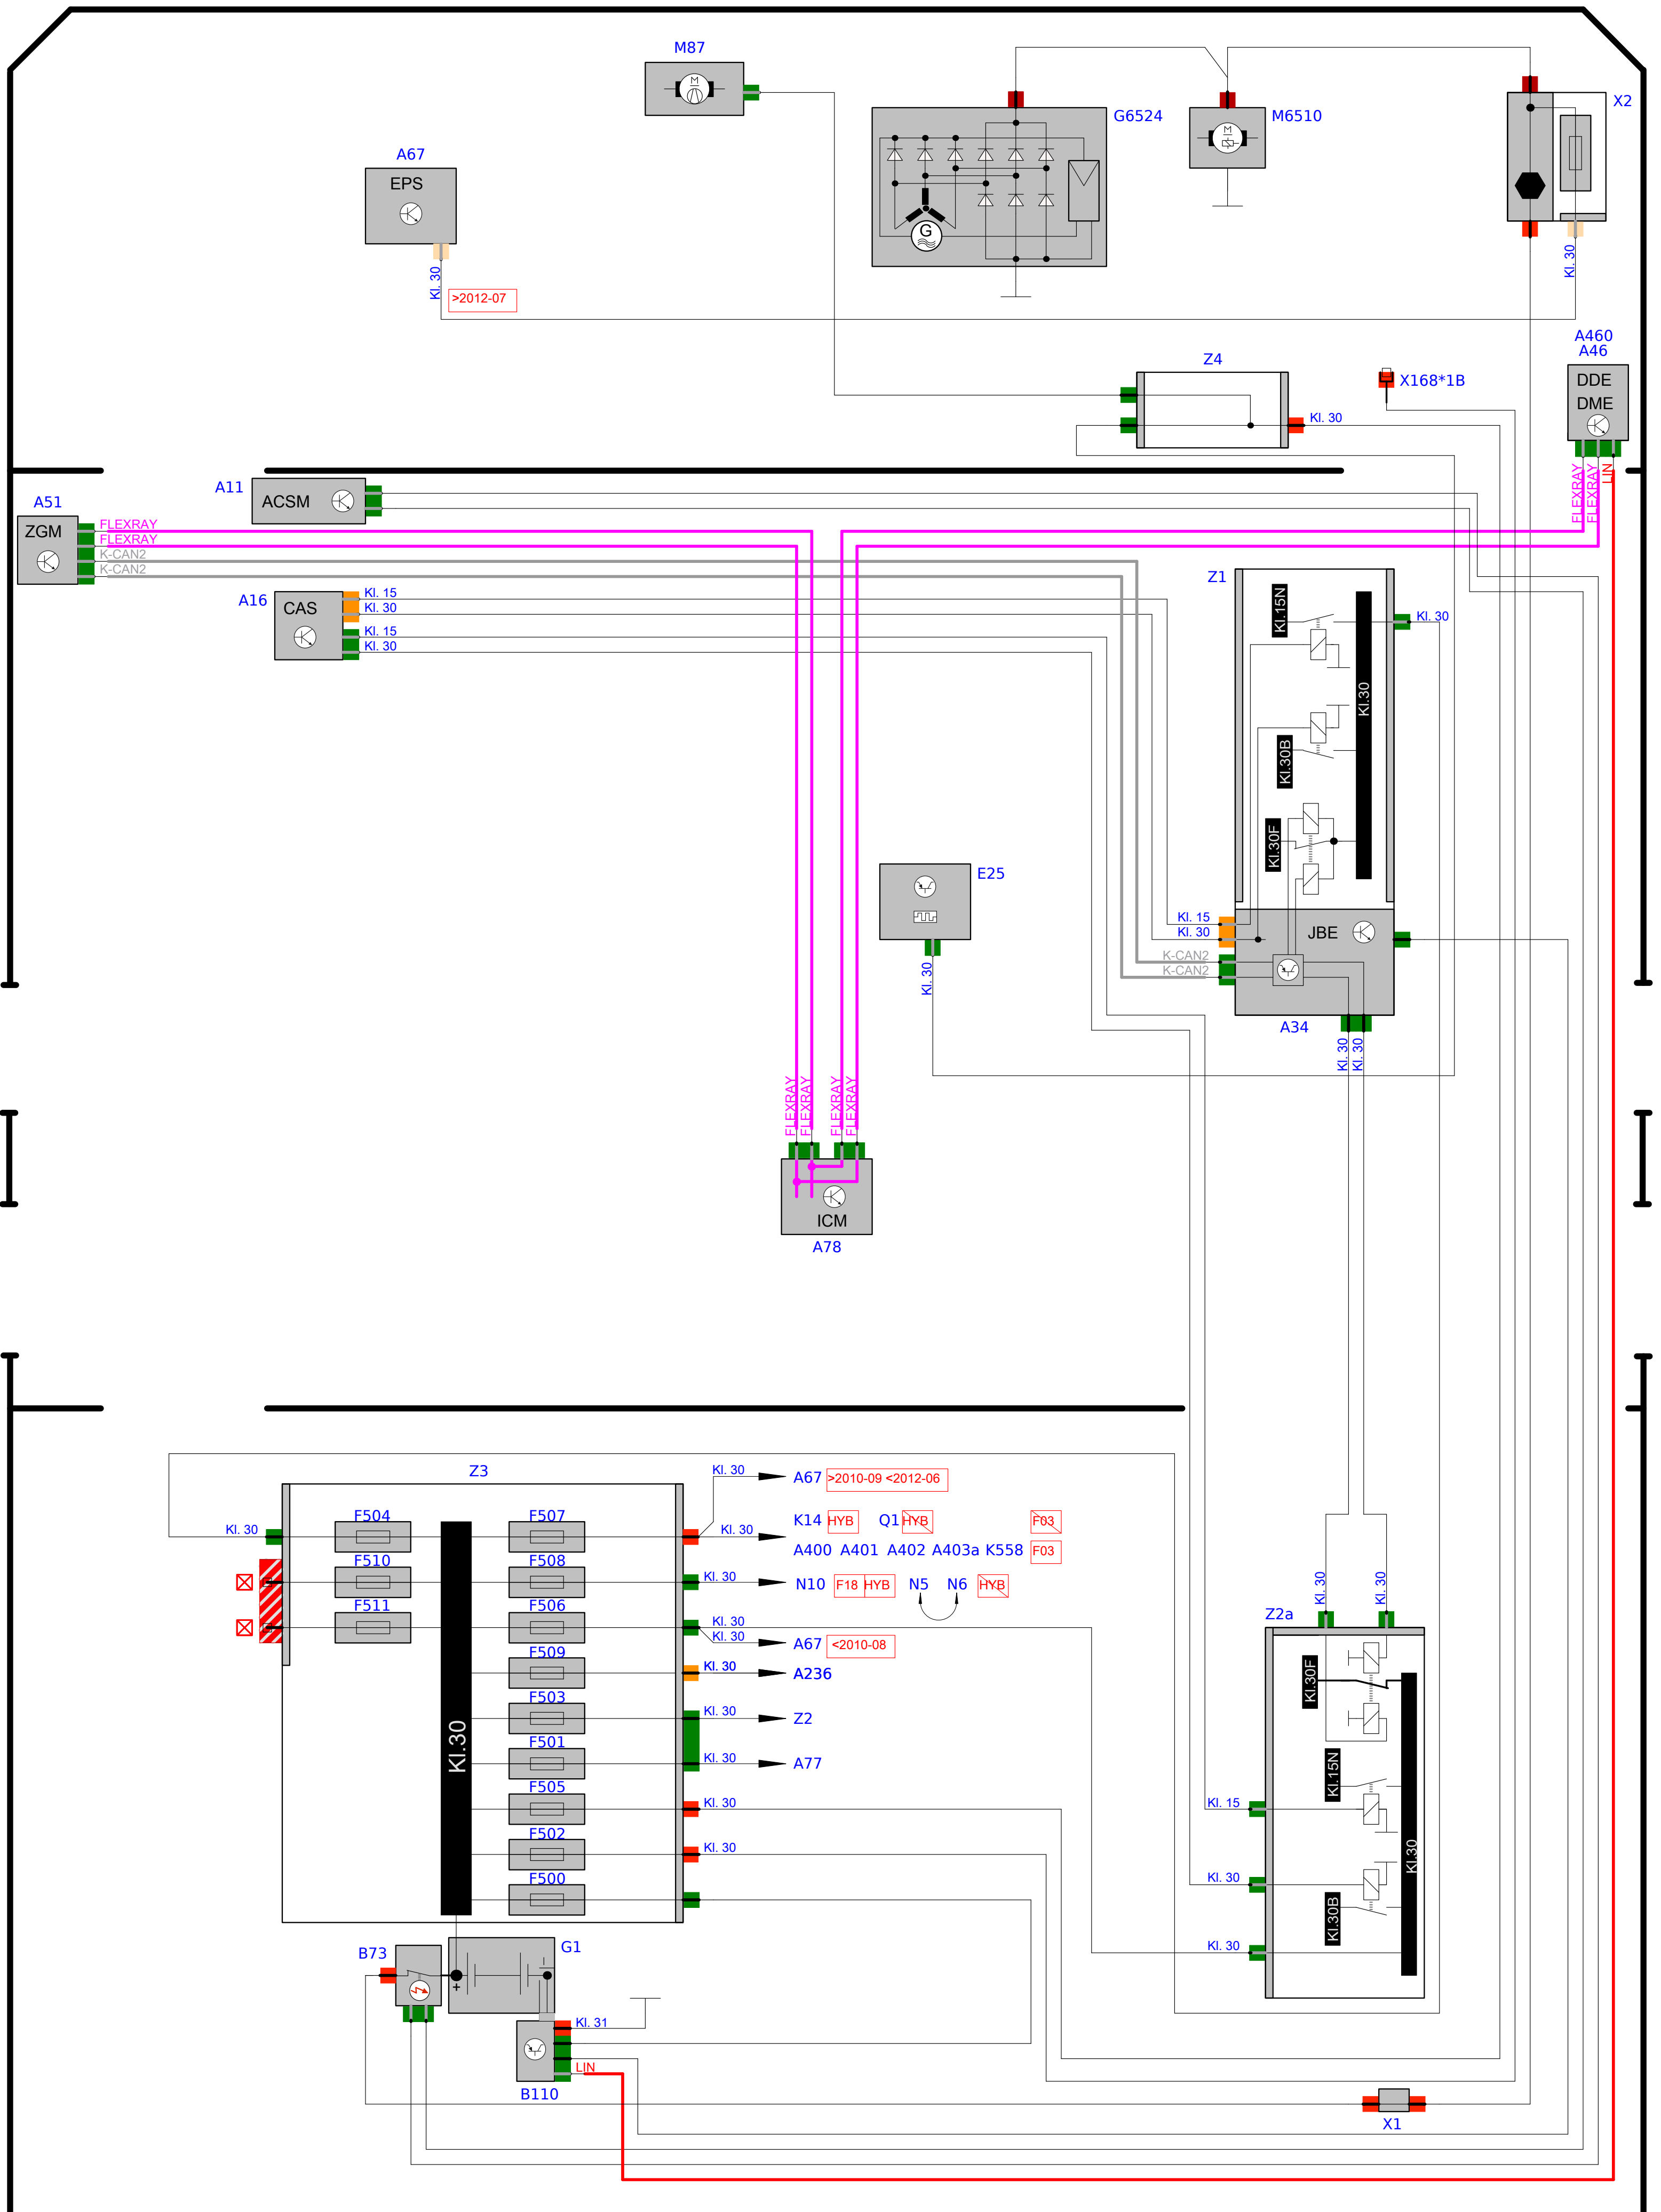 M87
X2
G6524
M6510
M
M
A67
EPS
G
Kl. 30
>2012-07
Kl. 30
A460
A46
DDE
DME
Z4
X168*1B
Kl. 30
FLEXRAY
FLEXRAY
LIN
A11
ACSM
A51
ZGM
FLEXRAY
FLEXRAY
K-CAN2
K-CAN2
Z1
A16
CAS
Kl. 15
Kl. 30
Kl. 15
Kl. 30
Kl.15N
Kl. 30
Kl.30
Kl.30B
Kl.30F
E25
Kl. 30
Kl. 15
Kl. 30
K-CAN2
K-CAN2
JBE
A34
Kl. 30
Kl. 30
FLEXRAY
FLEXRAY
FLEXRAY
FLEXRAY
ICM
A78
Z3
Kl. 30
A67 >2010-09 <2012-06
F504
F507
Kl. 30
Kl. 30
K14 HYB Q1 HYB F03
A400 A401 A402 A403a K558 F03
F510
F508
Kl. 30
N10 F18 HYB N5 N6 HYB
F511
F506
Kl. 30
Kl. 30
A67 <2010-08
F509
Kl. 30
A236
F503
Kl. 30
Z2
F501
Kl. 30
A77
F505
Kl. 30
F502
Kl. 30
F500
Kl.30
Kl. 30
Kl. 30
Z2a
Kl.30F
Kl.15N
Kl. 15
Kl.30
Kl. 30
Kl.30B
Kl. 30
B73
G1
+
−
Kl. 31
LIN
B110
X1